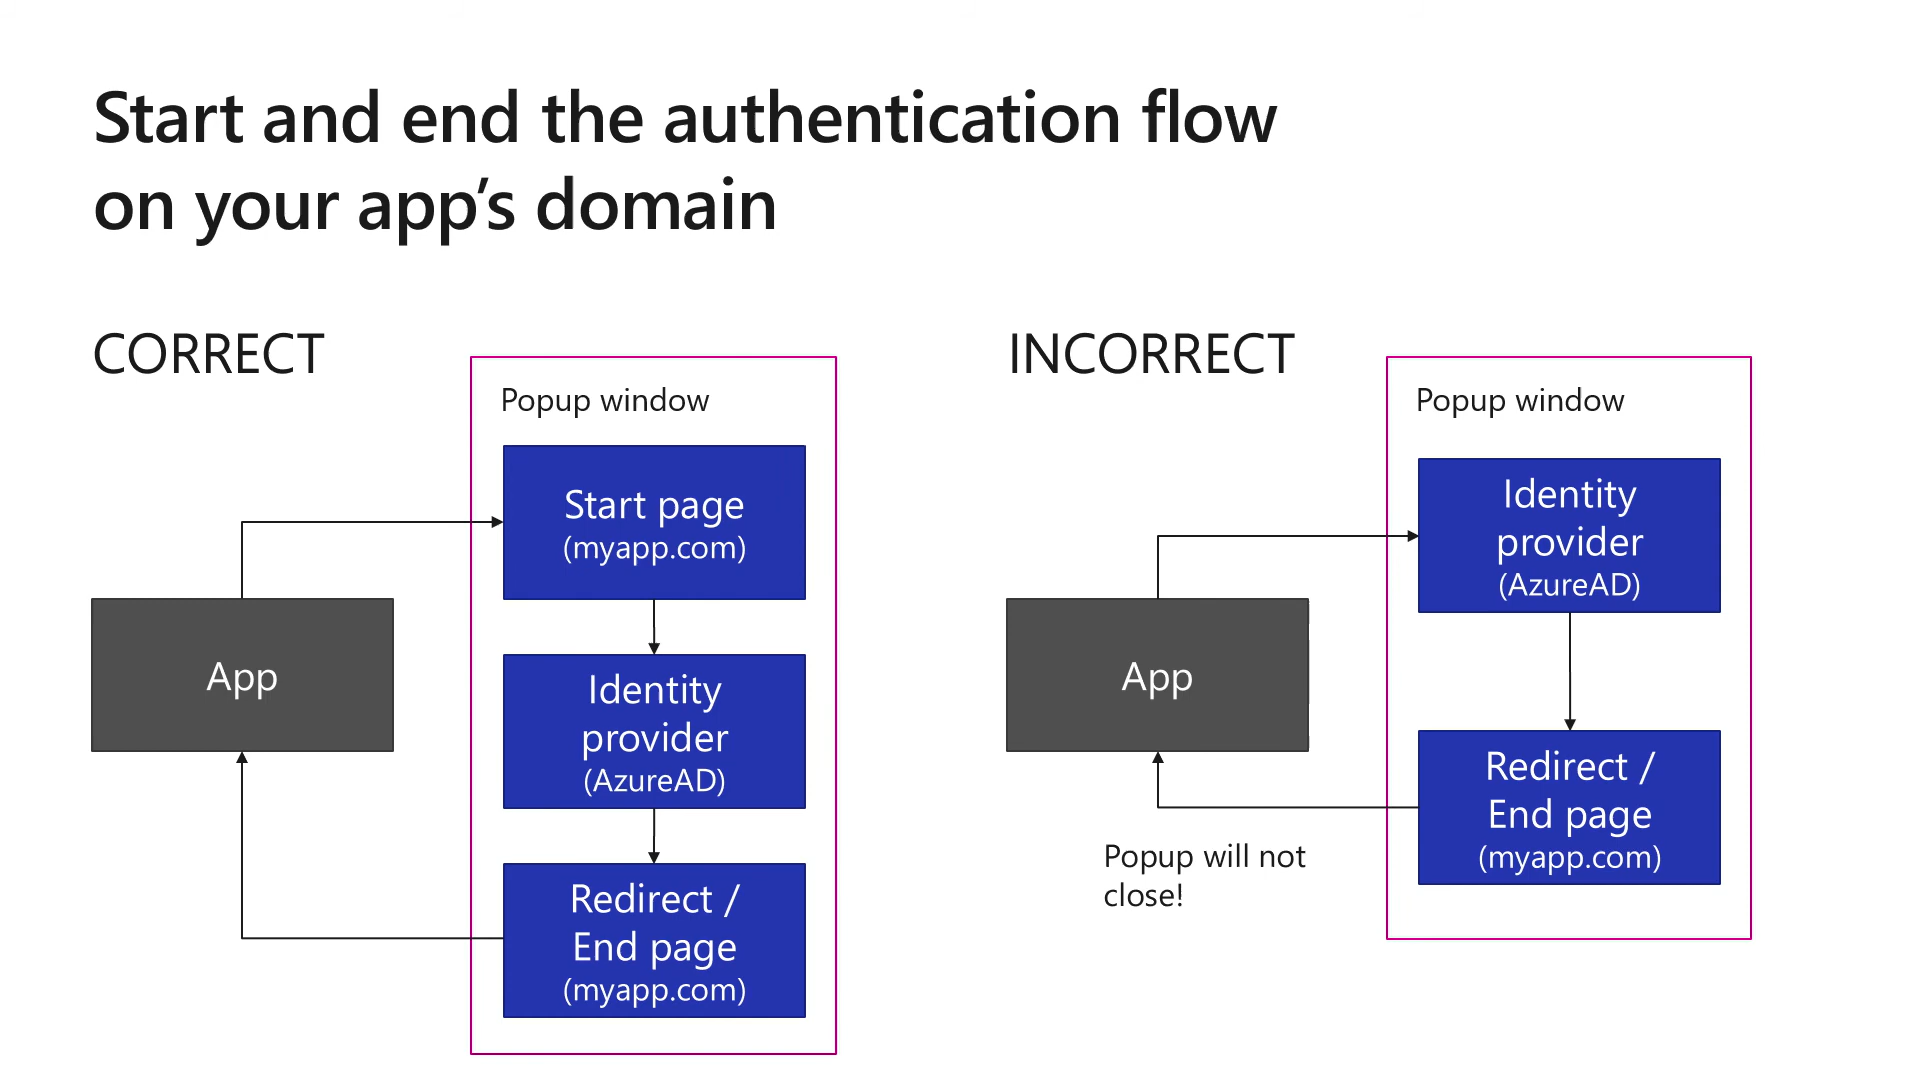 Start and end the authentication flow
on your app’s domain
CORRECT
Popup window
Start page
(myapp.com)
App
Identity
provider
(AzureAD)
Redirect /
End page
(myapp.com)
INCORRECT
Popup window
Identity
provider
(AzureAD)
App
Redirect /
End page
(myapp.com)
Popup will not
close!